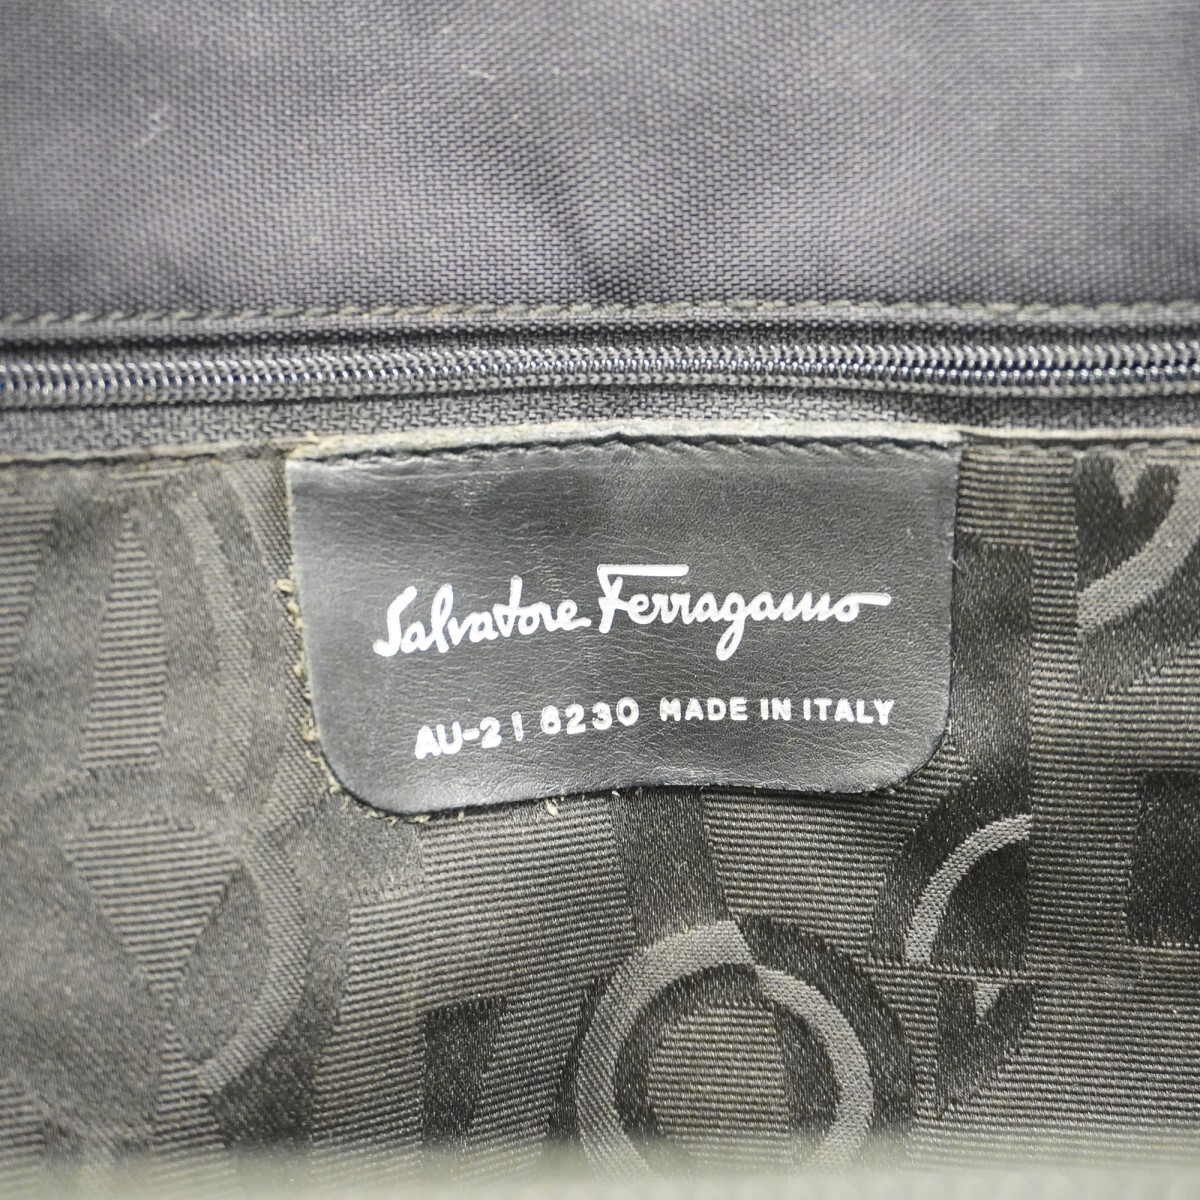 Salvatore Ferragamo
AU-21 6230 MADE IN ITALY